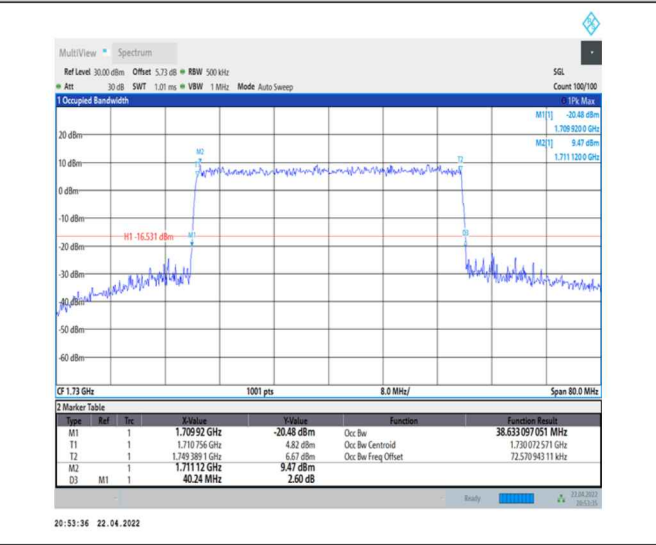 MultiView Spectrum
Ref Level 30.00 dBm Offset 5.73 dB RBW 500 kHz SGL
Att 30 dB SWT 1.01 ms VBW 1 MHz Mode Auto Sweep Count 100/100
1 Occupied Bandwidth 1Pk Max
M1[1] -20.48 dBm
1.709 920 0 GHz
20 dBm
M2[1] 9.47 dBm
M2
1.711 120 0 GHz
10 dBm T2
T1
0 dBm
-10 dBm
H1 -16.531 dBm M1 D3
-20 dBm
-30 dBm
-40 dBm
-50 dBm
-60 dBm
CF 1.73 GHz 1001 pts 8.0 MHz/ Span 80.0 MHz
2 Marker Table
Type Ref Trc X-Value Y-Value Function Function Result
M1 1 1.709 92 GHz -20.48 dBm Occ Bw 38.633 097 051 MHz
T1 1 1.710 756 GHz 4.82 dBm Occ Bw Centroid 1.730 072 571 GHz
T2 1 1.749 389 1 GHz 6.67 dBm Occ Bw Freq Offset 72.570 943 11 kHz
M2 1 1.711 12 GHz 9.47 dBm
D3 M1 1 40.24 MHz 2.60 dB
Ready 22.04.2022
20:53:35
20:53:36 22.04.2022